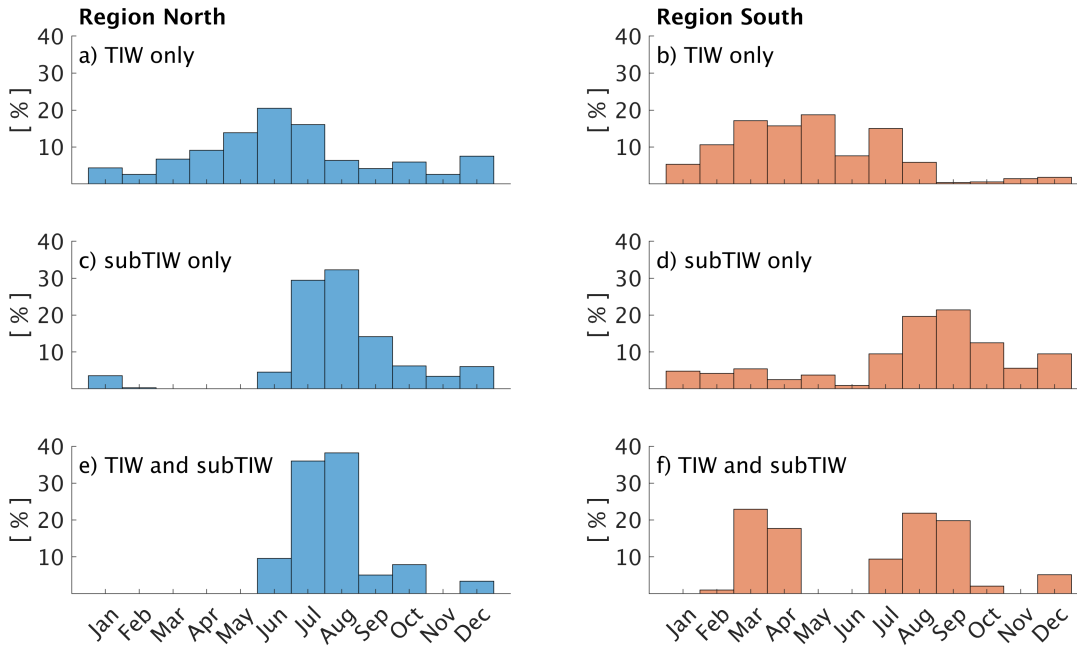 Region North
Region South
a) TIW only
b) TIW only
[ % ]
40
30
20
10
[ % ]
40
30
20
10
c) subTIW only
d) subTIW only
[ % ]
40
30
20
10
[ % ]
40
30
20
10
e) TIW and subTIW
f) TIW and subTIW
[ % ]
40
30
20
10
[ % ]
40
30
20
10
Jan Feb Mar Apr May Jun Jul Aug Sep Oct Nov Dec
Jan Feb Mar Apr May Jun Jul Aug Sep Oct Nov Dec